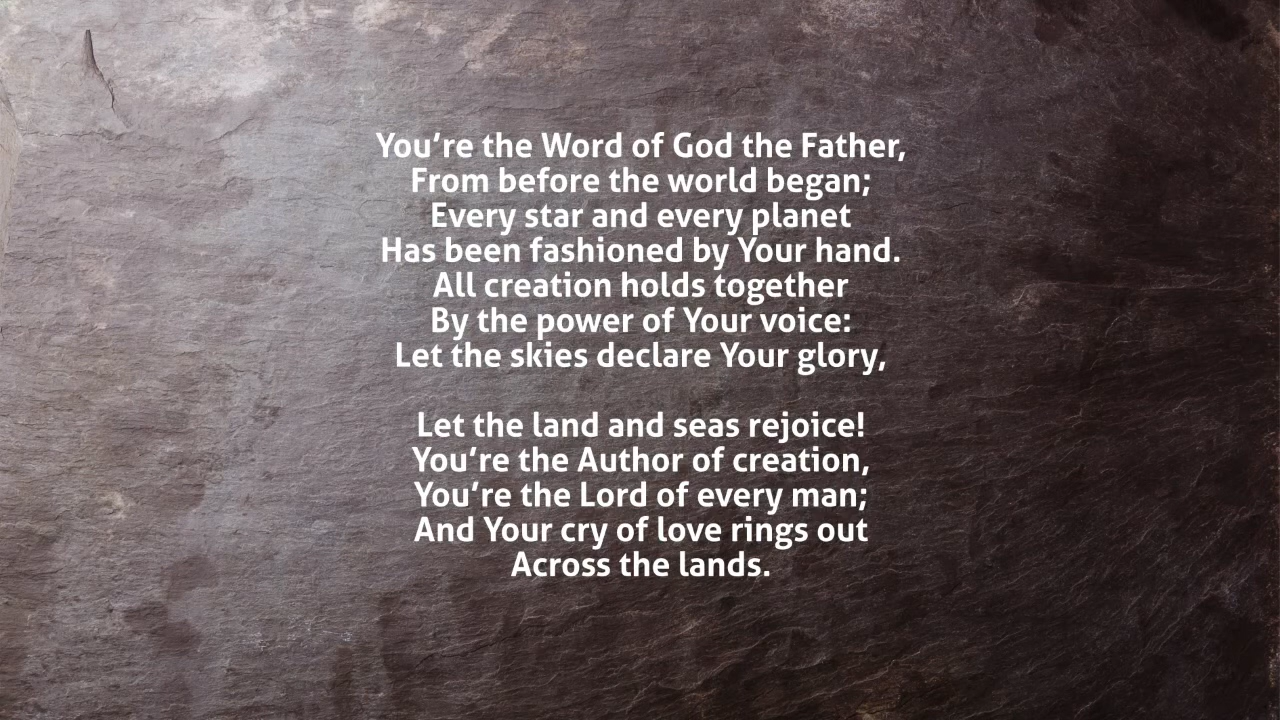 You’re the Word of God the Father,
From before the world began;
Every star and every planet
Has been fashioned by Your hand.
All creation holds together
By the power of Your voice:
Let the skies declare Your glory,
Let the land and seas rejoice!
You’re the Author of creation,
You’re the Lord of every man;
And Your cry of love rings out
Across the lands.